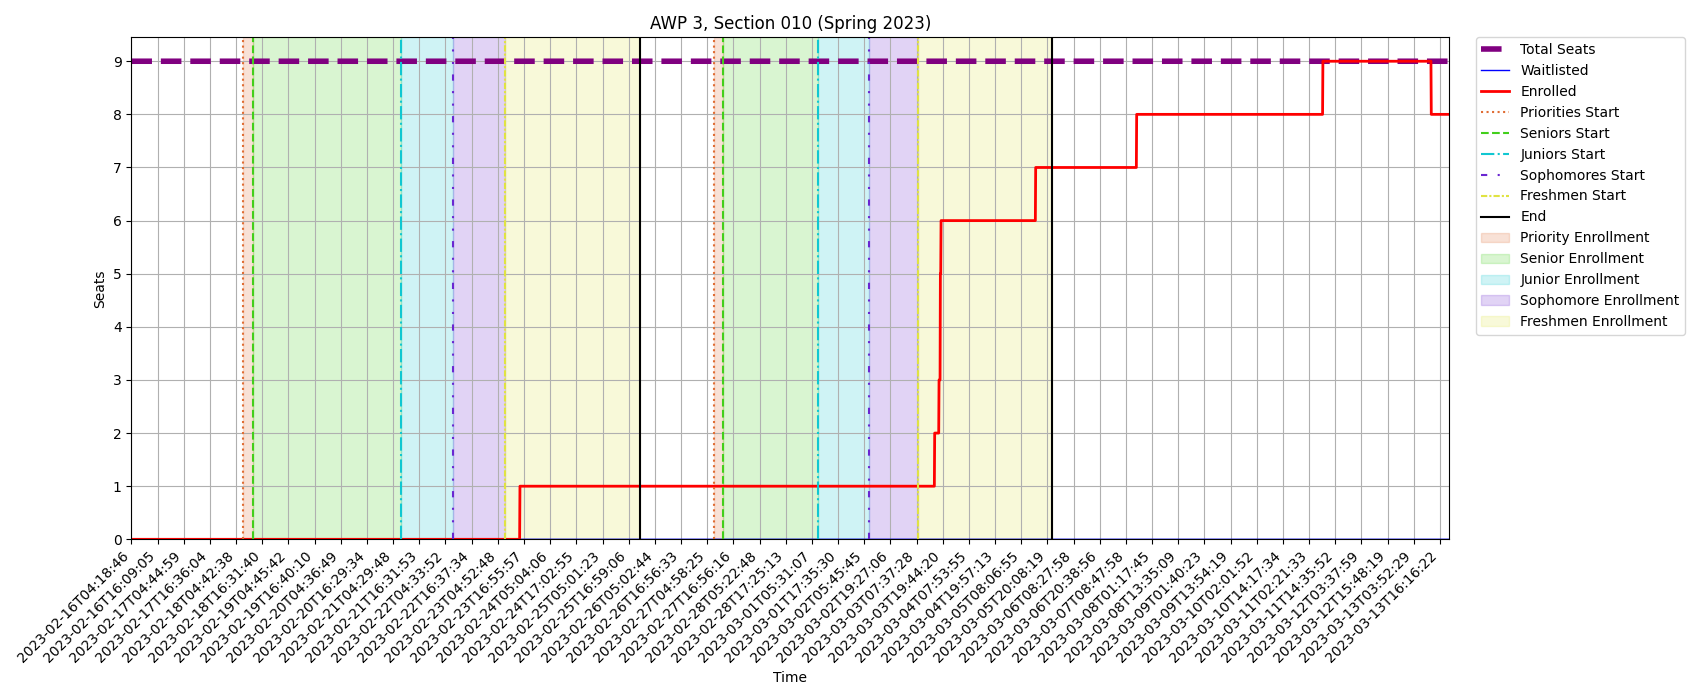 AWP 3, Section 010 (Spring 2023)
Seats
9
8
7
6
5
4
3
2
1
0
2023-02-16T04:18:46
2023-02-16T16:09:05
2023-02-17T04:44:59
2023-02-17T17:36:04
2023-02-18T04:42:38
2023-02-18T16:31:40
2023-02-19T04:45:42
2023-02-19T16:40:10
2023-02-20T04:36:49
2023-02-20T16:29:34
2023-02-21T04:29:48
2023-02-21T16:31:53
2023-02-22T04:33:52
2023-02-22T16:37:34
2023-02-23T04:52:48
2023-02-23T16:55:57
2023-02-24T05:04:06
2023-02-24T17:02:55
2023-02-25T05:01:23
2023-02-25T16:59:06
2023-02-26T05:02:44
2023-02-26T16:56:33
2023-02-27T04:58:25
2023-02-27T16:56:16
2023-02-28T05:22:48
2023-02-28T17:25:13
2023-03-01T05:31:07
2023-03-01T17:35:30
2023-03-02T05:45:45
2023-03-02T19:27:06
2023-03-03T07:37:28
2023-03-03T19:44:20
2023-03-04T07:53:55
2023-03-04T19:57:13
2023-03-05T08:06:55
2023-03-05T20:08:19
2023-03-06T08:27:58
2023-03-06T20:38:56
2023-03-07T08:47:58
2023-03-08T01:17:45
2023-03-08T13:35:09
2023-03-09T01:40:23
2023-03-09T13:54:19
2023-03-10T02:01:52
2023-03-10T14:17:34
2023-03-11T02:21:33
2023-03-11T14:35:52
2023-03-12T03:37:59
2023-03-12T15:48:19
2023-03-13T03:52:29
2023-03-13T16:16:22
Time
Total Seats
Waitlisted
Enrolled
Priorities Start
Seniors Start
Juniors Start
Sophomores Start
Freshmen Start
End
Priority Enrollment
Senior Enrollment
Junior Enrollment
Sophomore Enrollment
Freshmen Enrollment